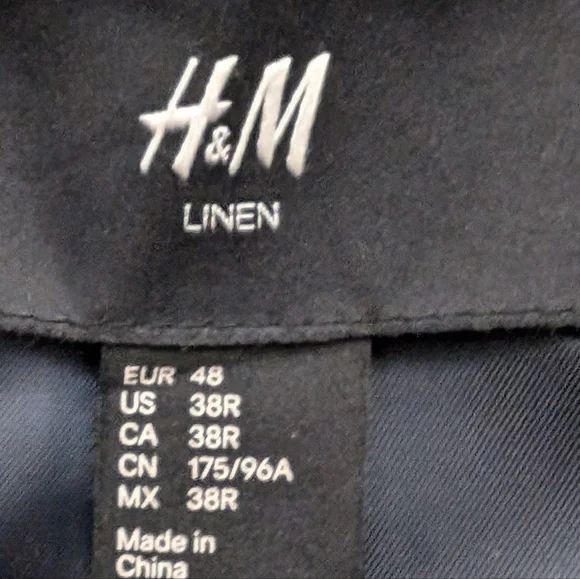 H&M
LINEN
EUR 48
US 38R
CA 38R
CN 175/96A
MX 38R
Made in
China